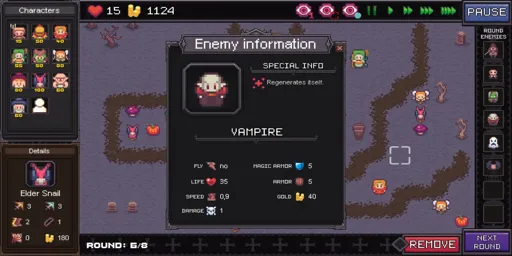 Characters
15
1124
PAUSE
Enemy information
ROUND
ENEMIES
SPECIAL INFO
Regenerates itself.
VAMPIRE
FLY no
MAGIC ARMOR 5
LIFE 35
ARMOR 5
SPEED 0,9
GOLD 40
DAMAGE 1
Details
Elder Snail
3 3
2 1
0 180
ROUND: 6/8
REMOVE
NEXT
ROUND